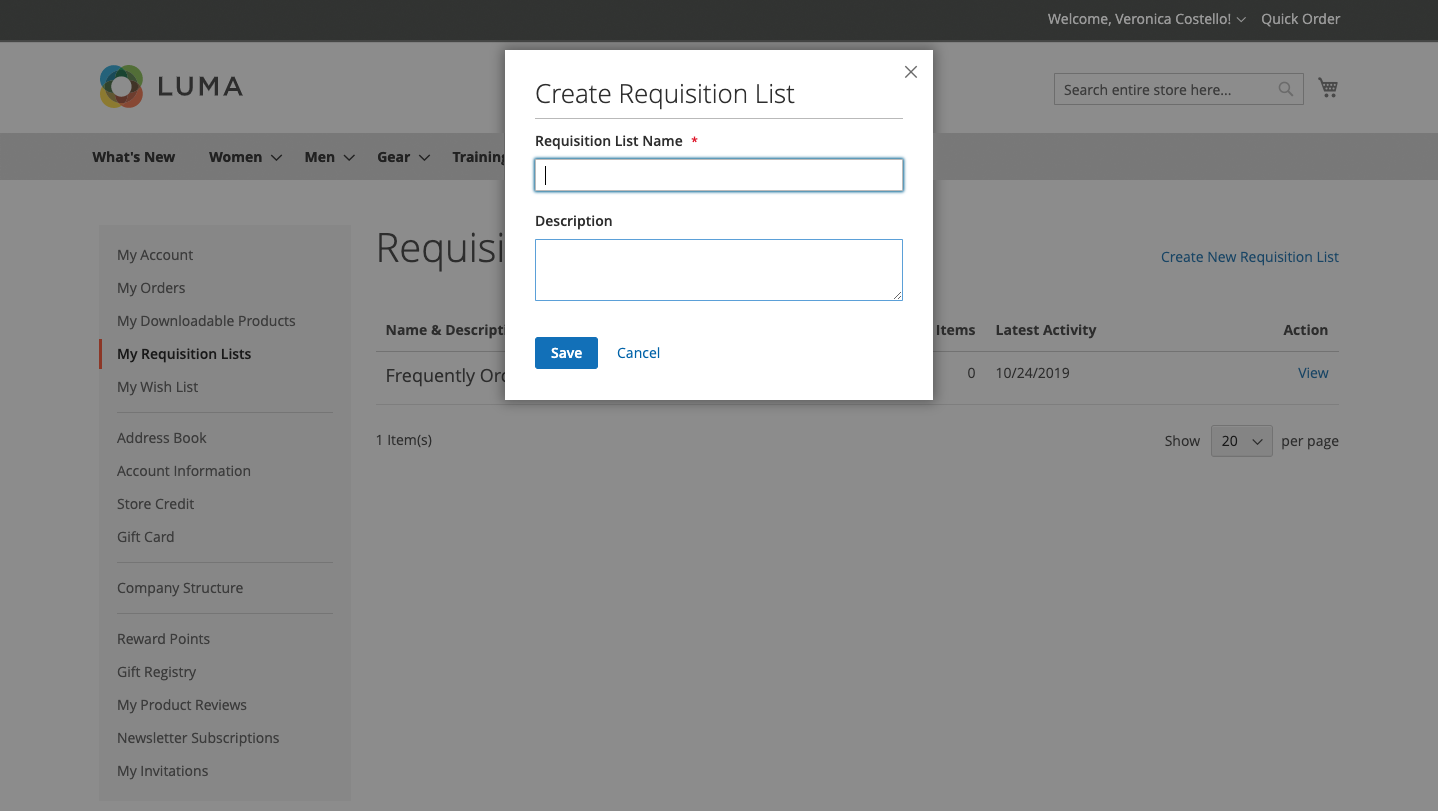 Welcome, Veronica Costello! Quick Order
LUMA
Search entire store here...
What's New Women Men Gear Training
Create Requisition List
Requisition List Name *
Description
Save Cancel
My Account
My Orders
My Downloadable Products
My Requisition Lists
My Wish List
Address Book
Account Information
Store Credit
Gift Card
Company Structure
Reward Points
Gift Registry
My Product Reviews
Newsletter Subscriptions
My Invitations
Create New Requisition List
Name & Items Latest Activity Action
Frequently 0 10/24/2019 View
1 Item(s) Show 20 per page